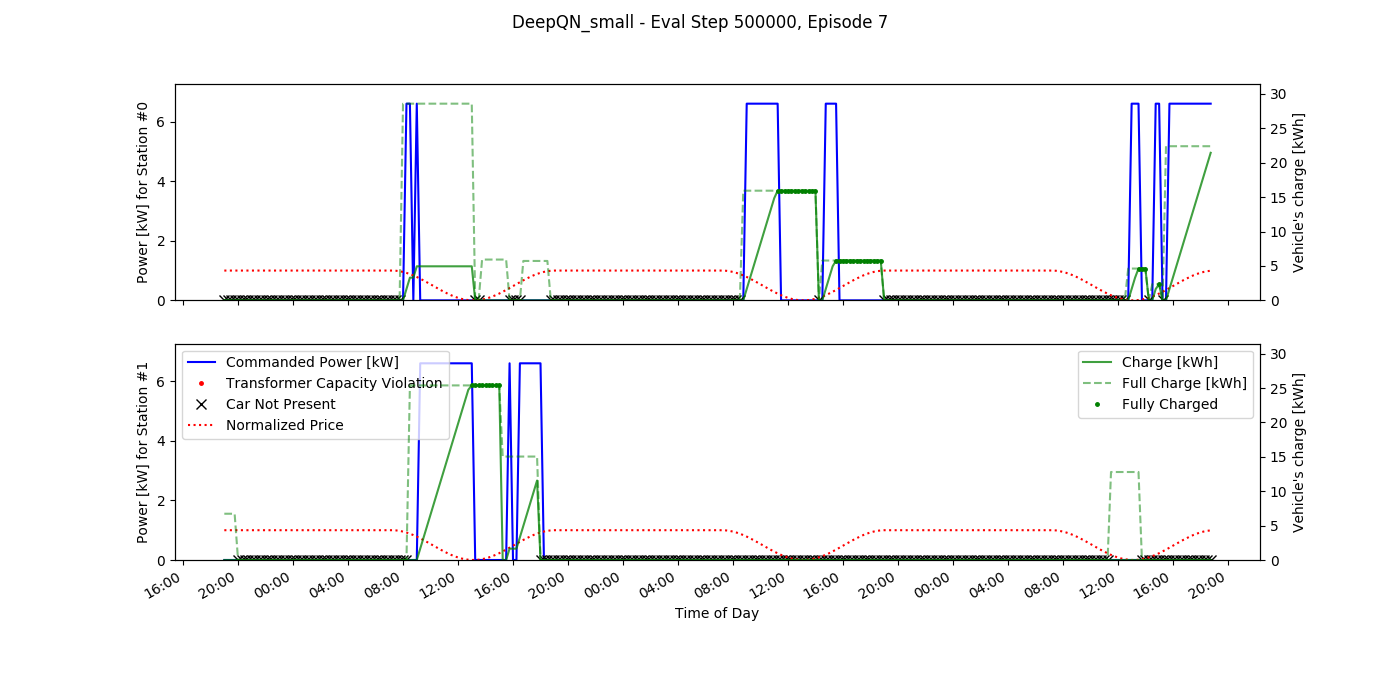 DeepQN_small - Eval Step 500000, Episode 7
Power [kW] for Station #0
6
4
2
0
30
25
20
15
10
5
0
Vehicle's charge [kWh]
Power [kW] for Station #1
6
4
2
0
Commanded Power [kW]
Transformer Capacity Violation
Car Not Present
Normalized Price
Charge [kWh]
Full Charge [kWh]
Fully Charged
30
25
20
15
10
5
0
Vehicle's charge [kWh]
16:00 20:00 00:00 04:00 08:00 12:00 16:00 20:00 00:00 04:00 08:00 12:00 16:00 20:00 00:00 04:00 08:00 12:00 16:00 20:00
Time of Day